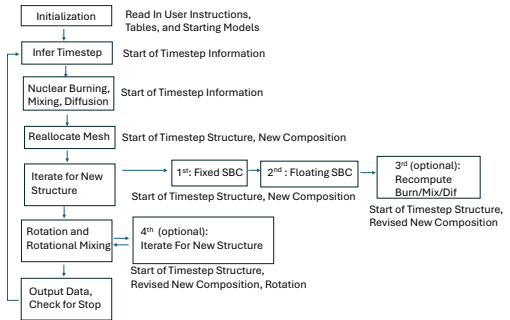 Initialization
Read In User Instructions,
Tables, and Starting Models
Infer Timestep
Start of Timestep Information
Nuclear Burning,
Mixing, Diffusion
Start of Timestep Information
Reallocate Mesh
Start of Timestep Structure, New Composition
Iterate for New
Structure
1st: Fixed SBC
2nd : Floating SBC
3rd (optional):
Recompute
Burn/Mix/Dif
Start of Timestep Structure, New Composition
Start of Timestep Structure,
Revised New Composition
Rotation and
Rotational Mixing
4th (optional):
Iterate For New Structure
Start of Timestep Structure,
Revised New Composition, Rotation
Output Data,
Check for Stop